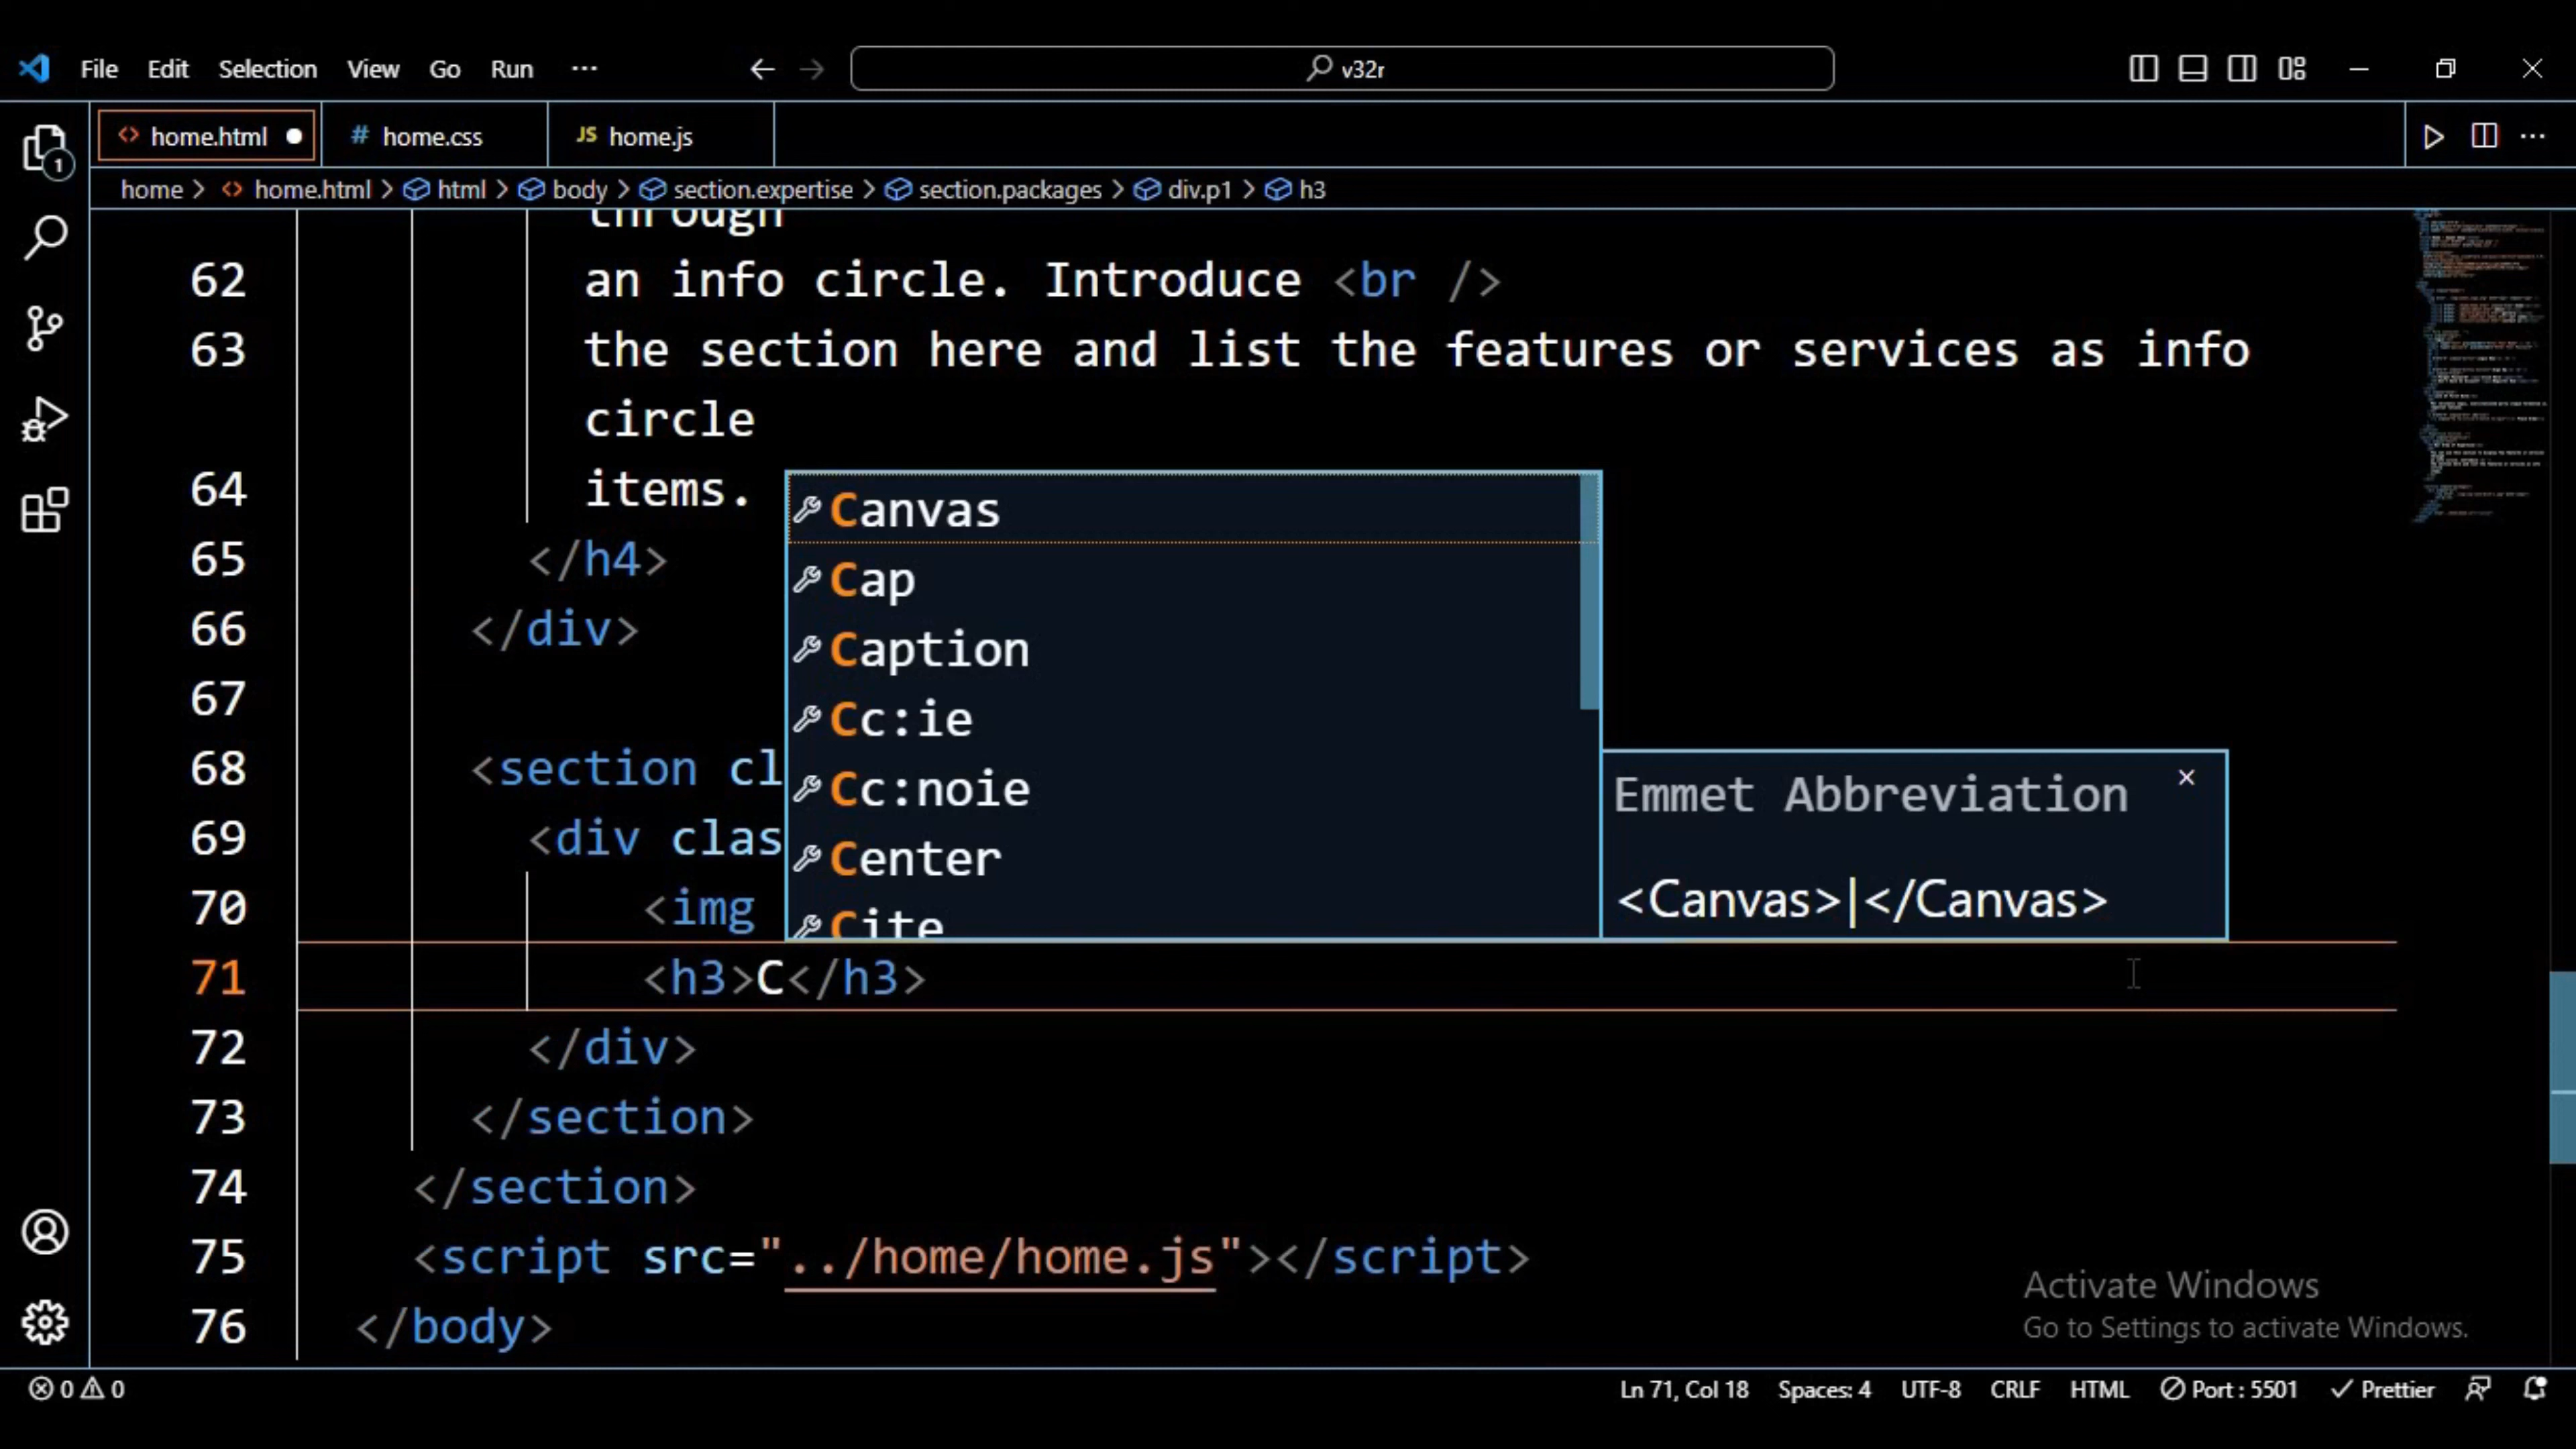 File Edit Selection View Go Run ··· v32r
home.html # home.css JS home.js
1
home > home.html > html > body > section.expertise > section.packages > div.p1 > h3
through
62 an info circle. Introduce <br />
63 the section here and list the features or services as info
circle
64 items.
Canvas
65 </h4>
Cap
66 </div>
Caption
67
Cc:ie
68 <section cl
Cc:noie
Emmet Abbreviation ×
69 <div clas
Center
70 <img
Cite
<Canvas>|</Canvas>
71 <h3>C</h3>
72 </div>
73 </section>
74 </section>
75 <script src="../home/home.js"></script>
76 </body>
Activate Windows
Go to Settings to activate Windows.
0 0 Ln 71, Col 18 Spaces: 4 UTF-8 CRLF HTML Port : 5501 Prettier